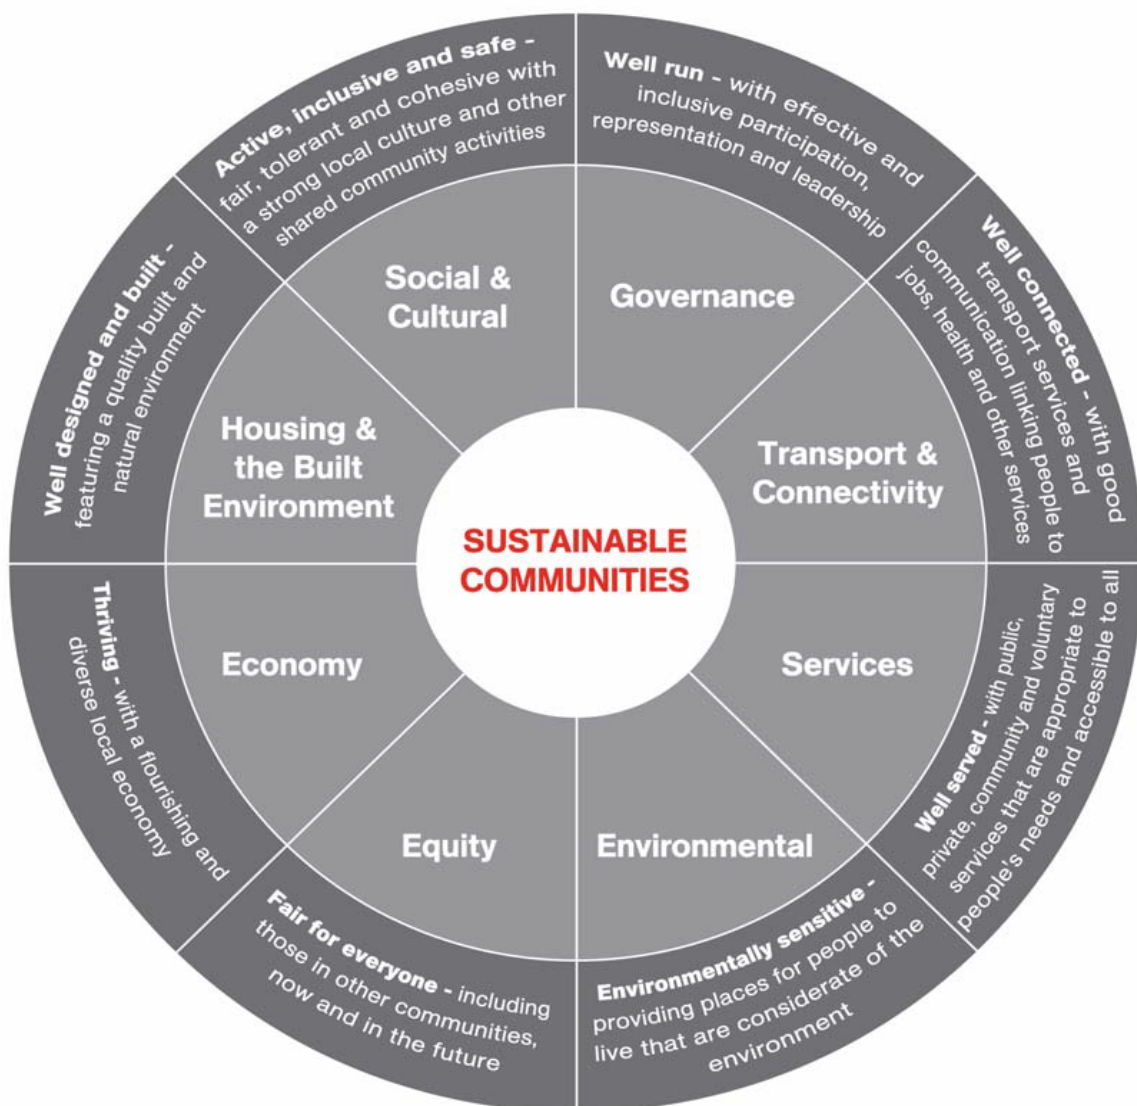 Active, inclusive and safe -
fair, tolerant and cohesive with
a strong local culture and other
shared community activities
Well run - with effective and
inclusive participation,
representation and leadership
Well connected - with good
transport services and
communication linking people to
jobs, health and other services
Well served - with public,
private, community and voluntary
services that are appropriate to
people's needs and accessible to all
Environmentally sensitive -
providing places for people to
live that are considerate of the
environment
Fair for everyone - including
those in other communities,
now and in the future
Thriving - with a flourishing and
diverse local economy
Well designed and built -
featuring a quality built and
natural environment
Social &
Cultural
Governance
Transport &
Connectivity
Services
Environmental
Equity
Economy
Housing &
the Built
Environment
SUSTAINABLE
COMMUNITIES